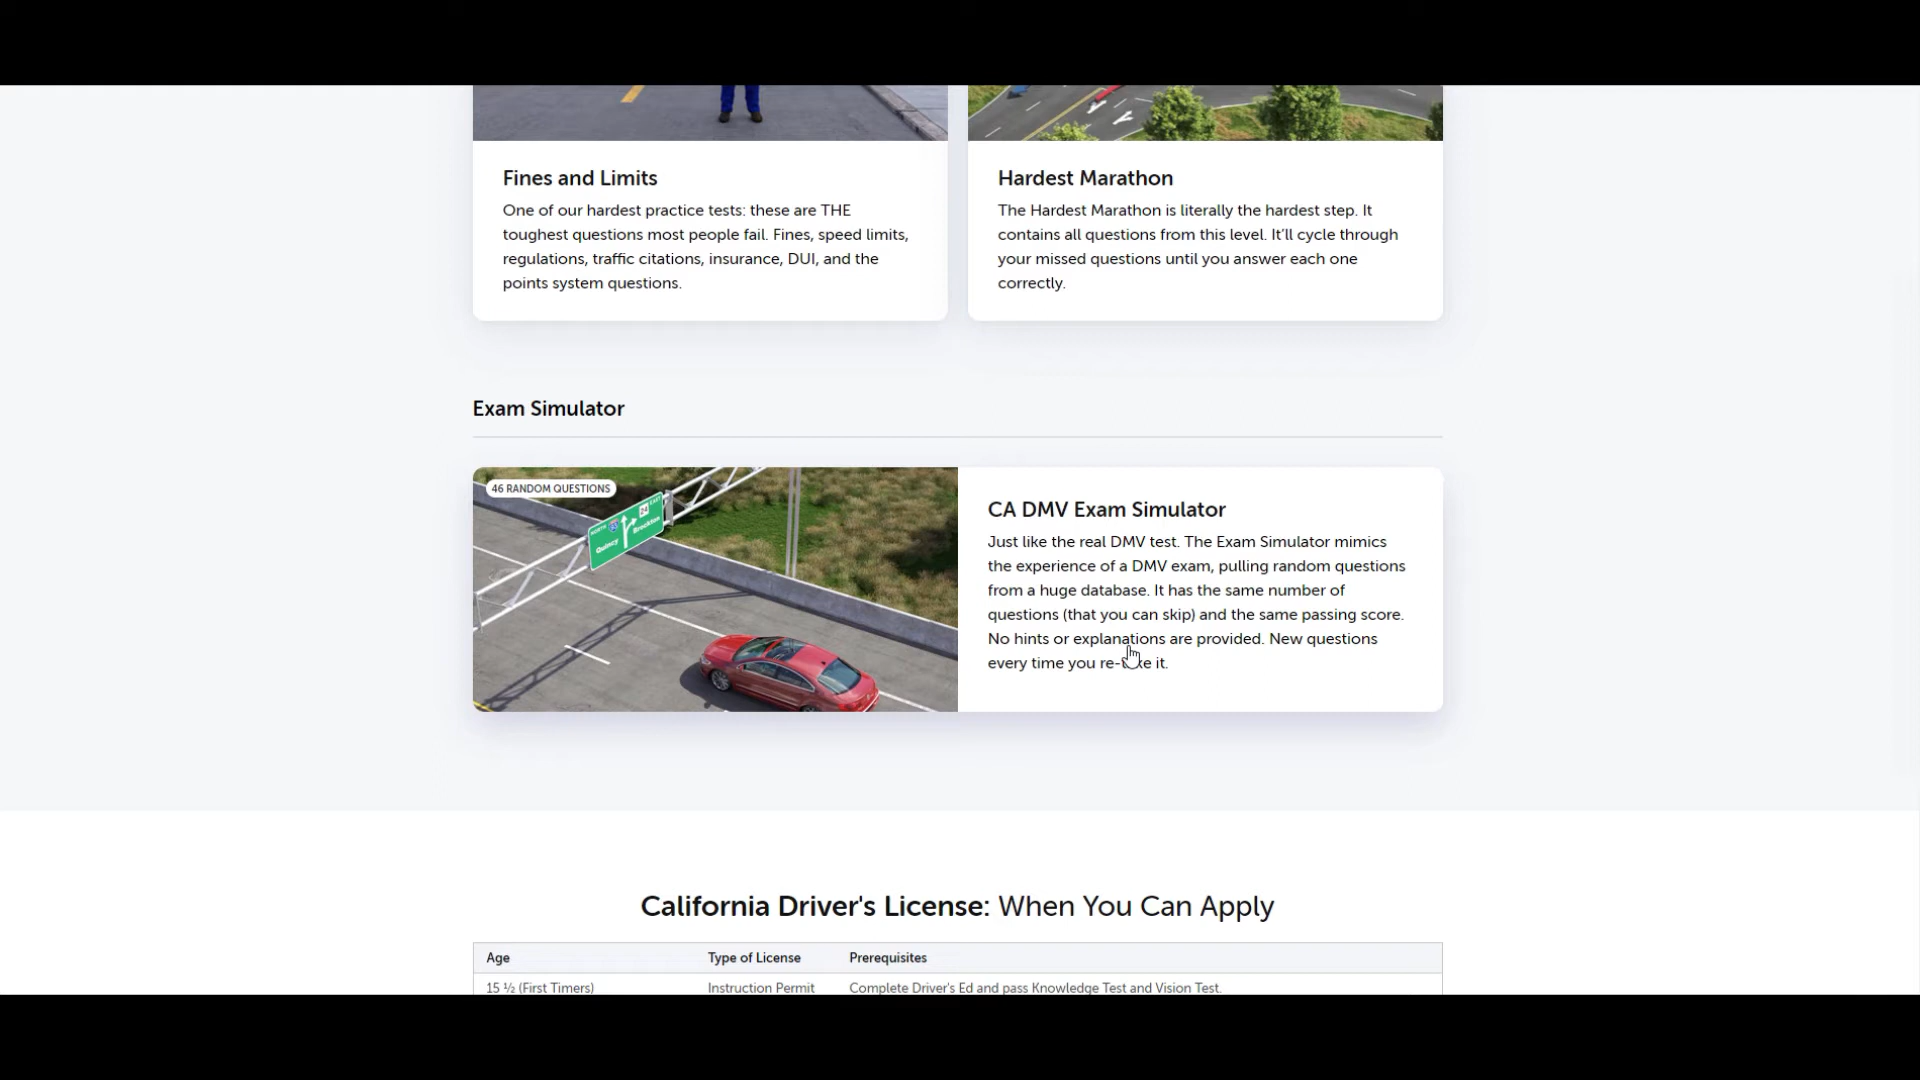 Fines and Limits
One of our hardest practice tests: these are THE
toughest questions most people fail. Fines, speed limits,
regulations, traffic citations, insurance, DUI, and the
points system questions.
Hardest Marathon
The Hardest Marathon is literally the hardest step. It
contains all questions from this level. It’ll cycle through
your missed questions until you answer each one
correctly.
Exam Simulator
46 RANDOM QUESTIONS
NORTH
EAST
24
Quincy
Brockton
CA DMV Exam Simulator
Just like the real DMV test. The Exam Simulator mimics
the experience of a DMV exam, pulling random questions
from a huge database. It has the same number of
questions (that you can skip) and the same passing score.
No hints or explanations are provided. New questions
every time you re-take it.
California Driver's License: When You Can Apply
Age Type of License Prerequisites
15 ½ (First Timers) Instruction Permit Complete Driver's Ed and pass Knowledge Test and Vision Test.